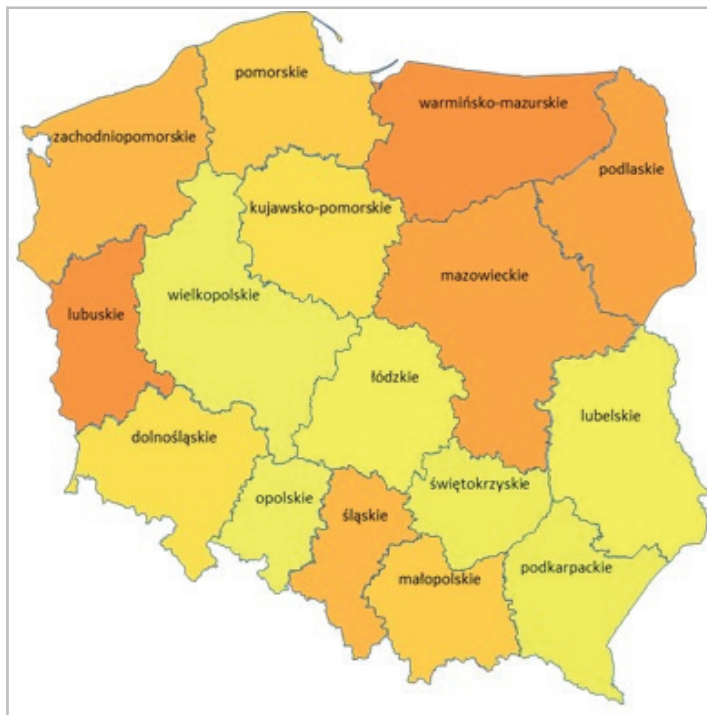 pomorskie
warmińsko-mazurskie
zachodniopomorskie
podlaskie
kujawsko-pomorskie
mazowieckie
wielkopolskie
lubuskie
łódzkie
lubelskie
dolnośląskie
świętokrzyskie
opolskie
śląskie
podkarpackie
małopolskie